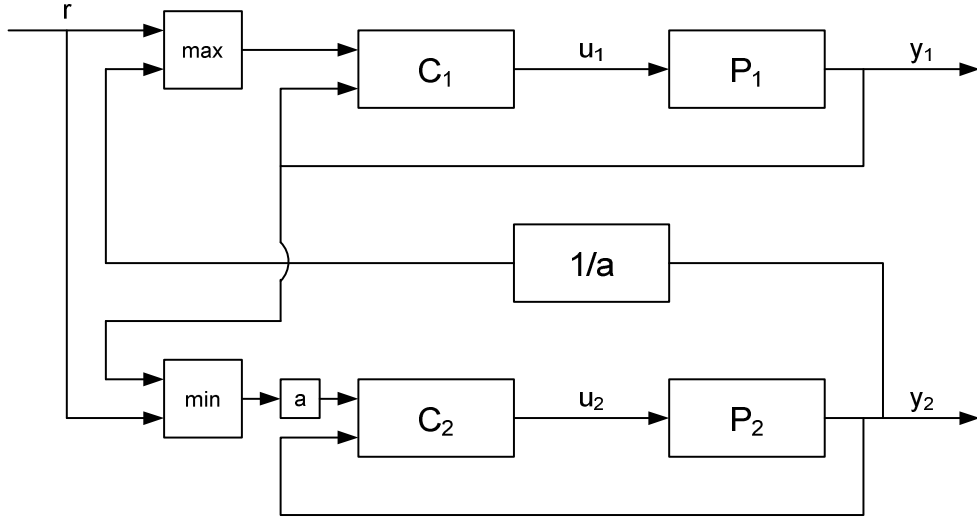 r
max
C₁
u₁
P₁
y₁
1/a
min
a
C₂
u₂
P₂
y₂